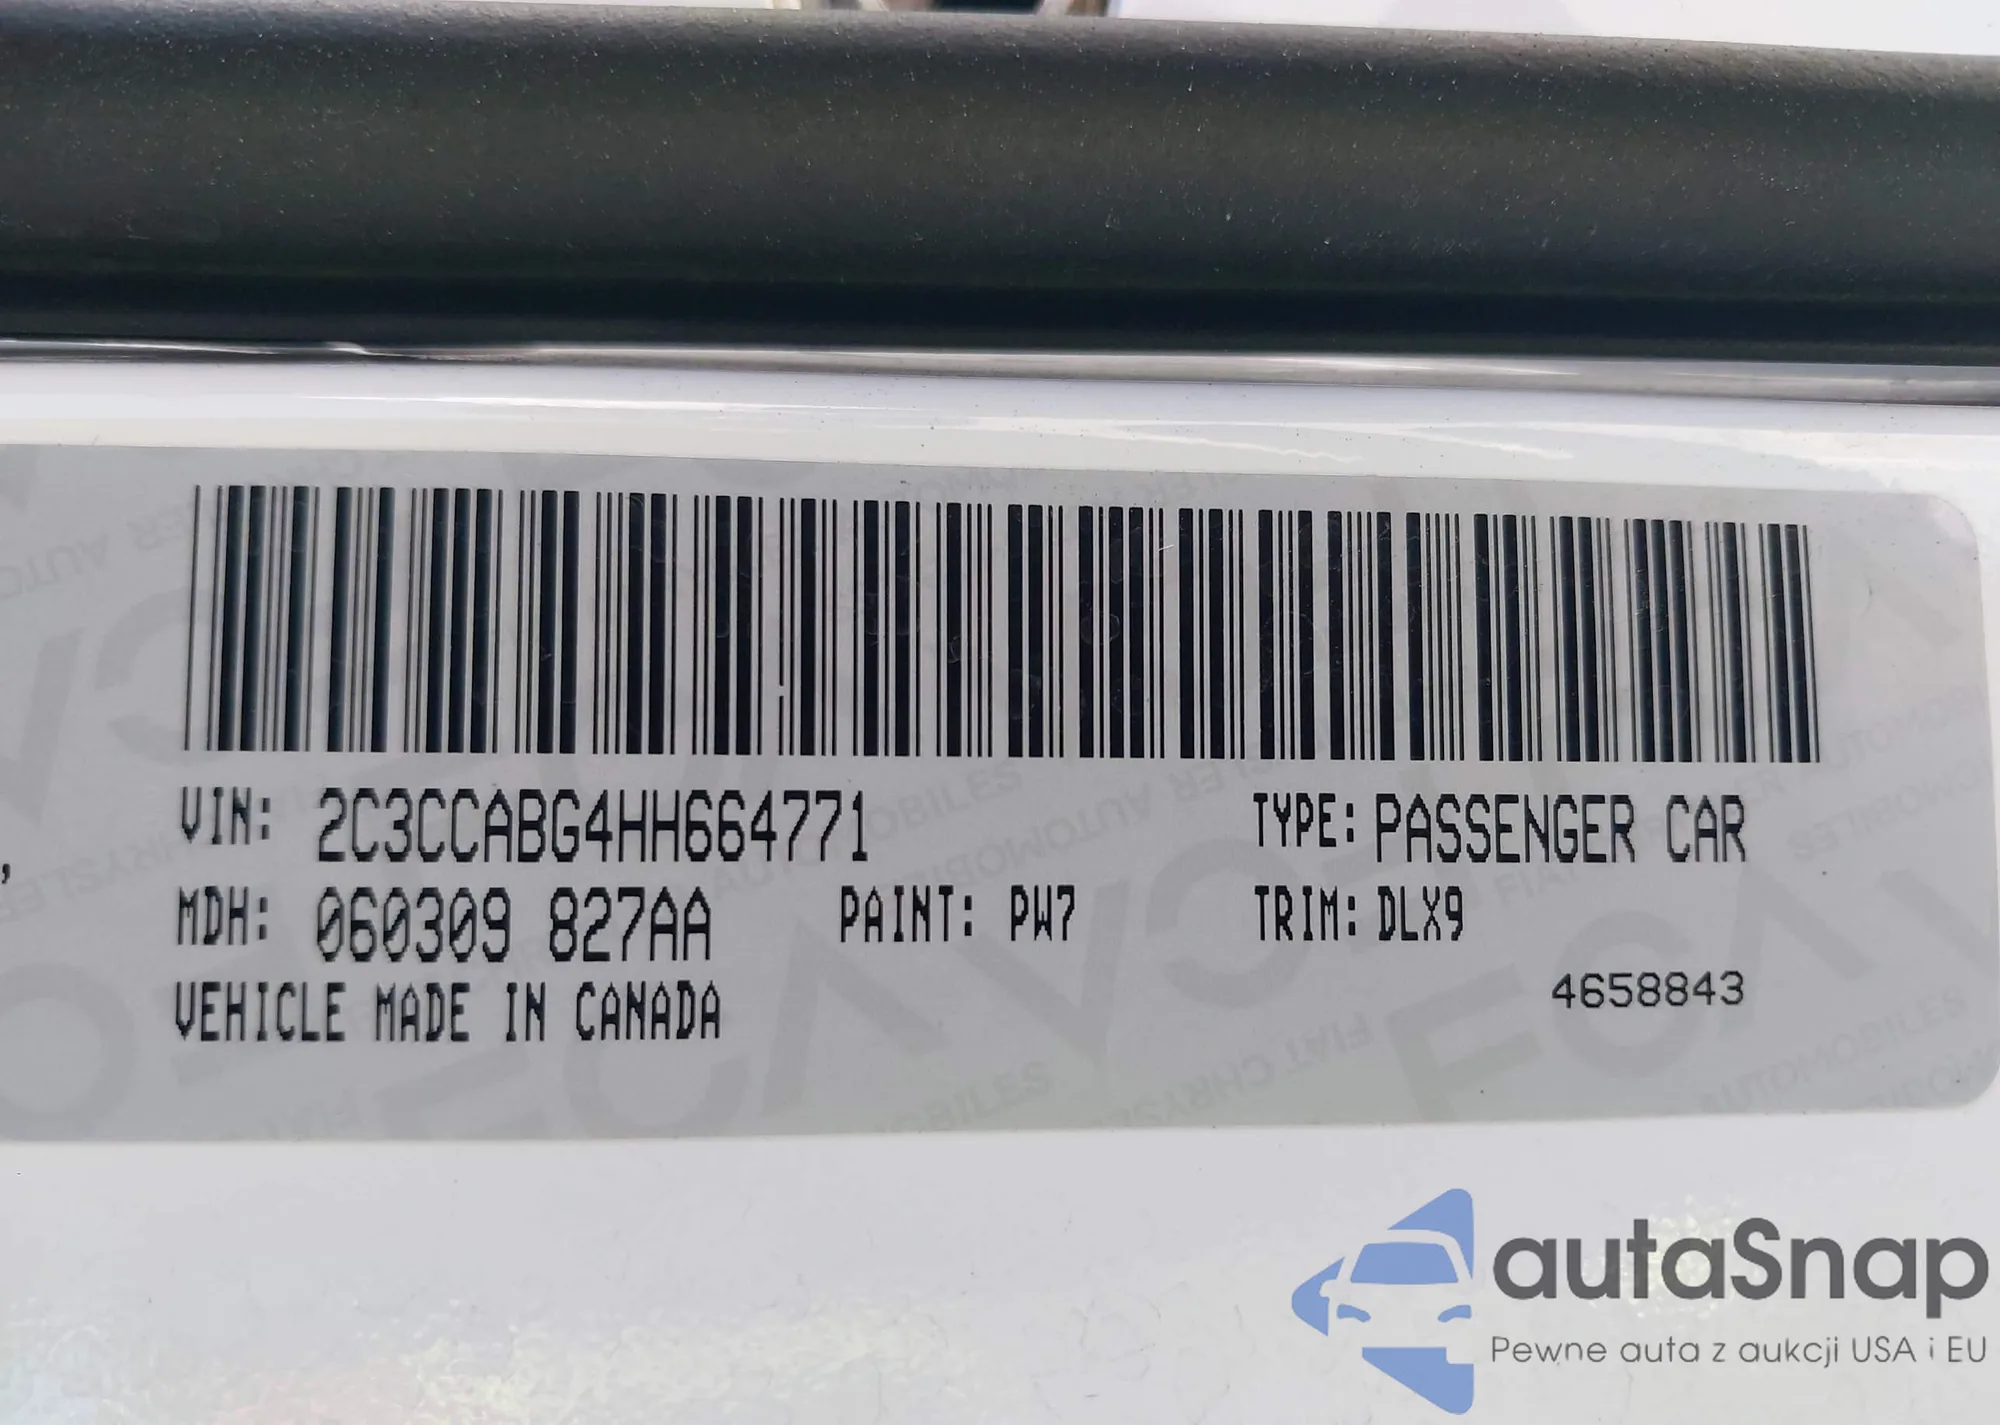 VIN: 2C3CCABG4HH664771 TYPE: PASSENGER CAR
MDH: 060309 827AA PAINT: PW7 TRIM: DLX9
VEHICLE MADE IN CANADA 4658843
autaSnap
Pewne auta z aukcji USA i EU